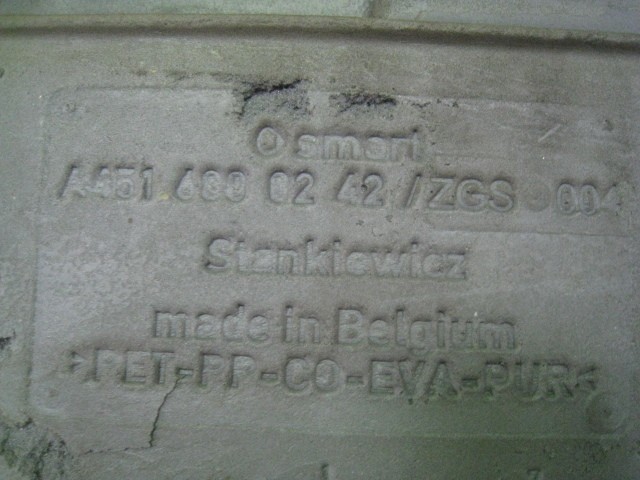 smart
A451 680 02 42 /ZGS 004
Stankiewicz
made in Belgium
>PET-PP-CO-EVA-PUR<